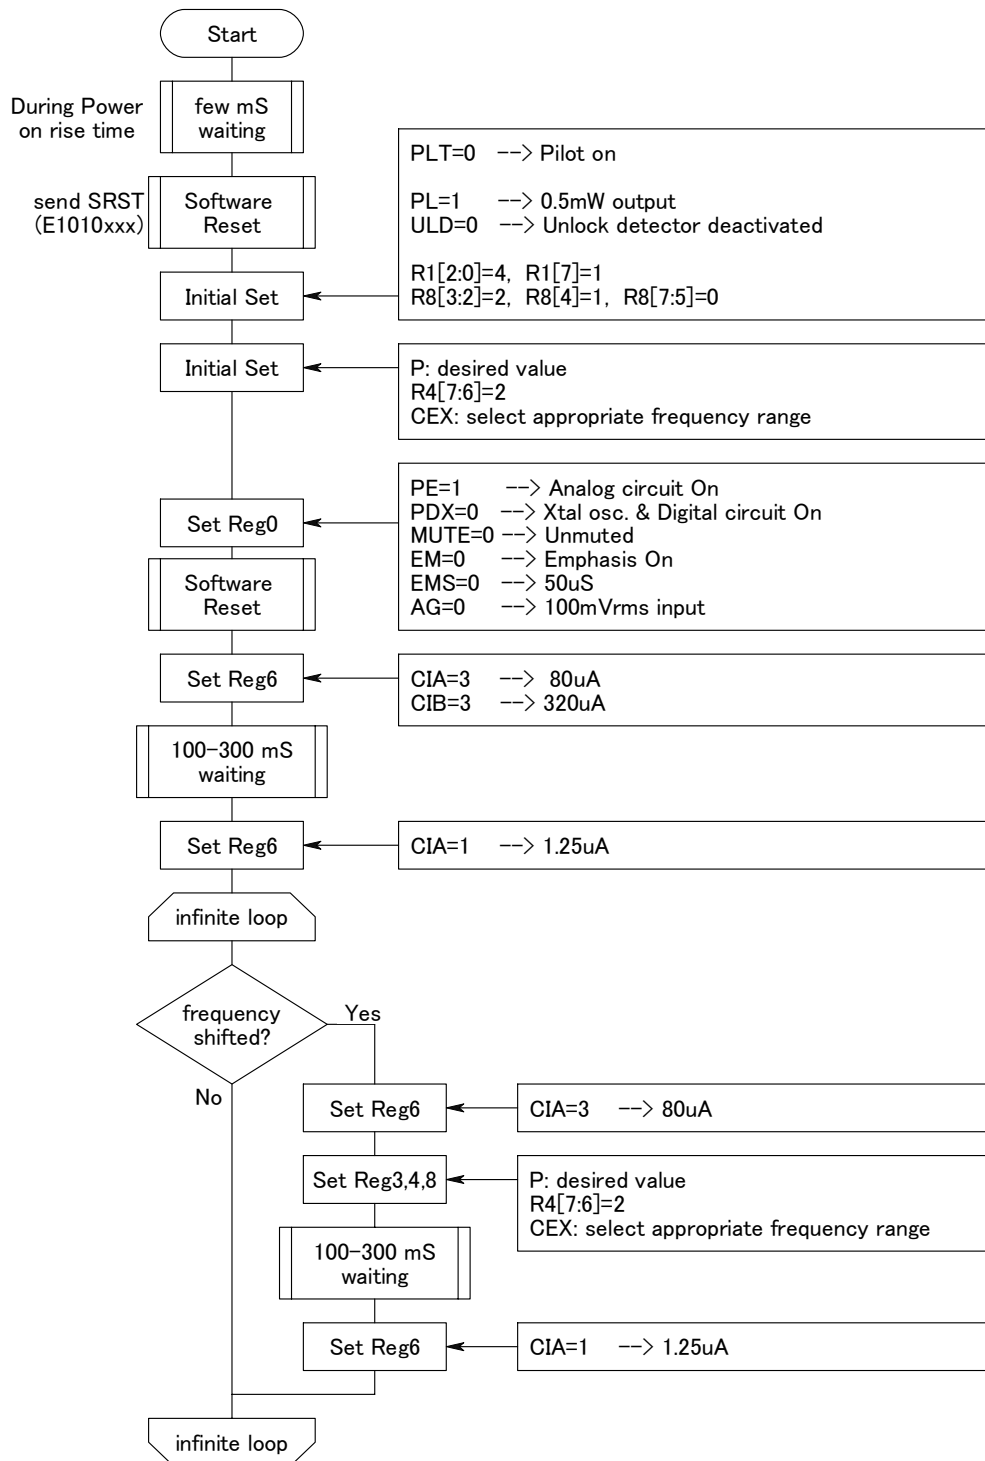 Start
During Power
on rise time
few mS
waiting
PLT=0 --> Pilot on
PL=1 --> 0.5mW output
ULD=0 --> Unlock detector deactivated
R1[2:0]=4, R1[7]=1
R8[3:2]=2, R8[4]=1, R8[7:5]=0
send SRST
(E1010xxx)
Software
Reset
Initial Set
Initial Set
P: desired value
R4[7:6]=2
CEX: select appropriate frequency range
PE=1 --> Analog circuit On
PDX=0 --> Xtal osc. & Digital circuit On
MUTE=0 --> Unmuted
EM=0 --> Emphasis On
EMS=0 --> 50uS
AG=0 --> 100mVrms input
Set Reg0
Software
Reset
Set Reg6
CIA=3 --> 80uA
CIB=3 --> 320uA
100-300 mS
waiting
Set Reg6
CIA=1 --> 1.25uA
infinite loop
frequency
shifted?
Yes
No
Set Reg6
CIA=3 --> 80uA
Set Reg3,4,8
P: desired value
R4[7:6]=2
CEX: select appropriate frequency range
100-300 mS
waiting
Set Reg6
CIA=1 --> 1.25uA
infinite loop